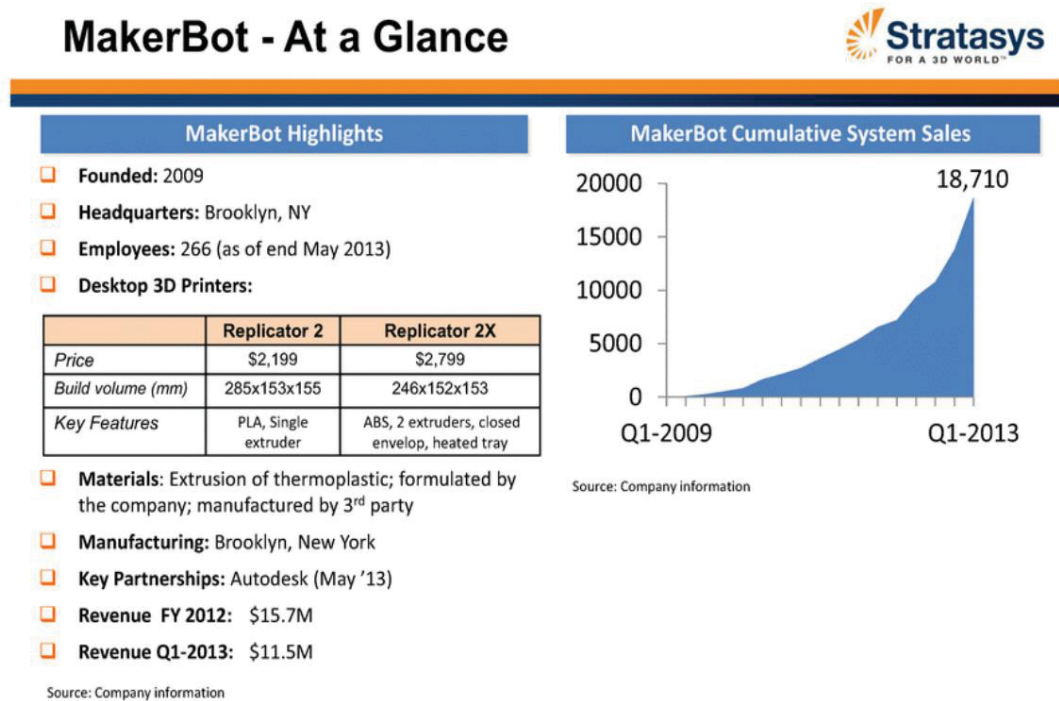 MakerBot - At a Glance
Stratasys
FOR A 3D WORLD™
MakerBot Highlights
Founded: 2009
Headquarters: Brooklyn, NY
Employees: 266 (as of end May 2013)
Desktop 3D Printers:
Replicator 2 Replicator 2X
Price $2,199 $2,799
Build volume (mm) 285x153x155 246x152x153
Key Features PLA, Single extruder ABS, 2 extruders, closed envelop, heated tray
Materials: Extrusion of thermoplastic; formulated by
the company; manufactured by 3rd party
Manufacturing: Brooklyn, New York
Key Partnerships: Autodesk (May '13)
Revenue FY 2012: $15.7M
Revenue Q1-2013: $11.5M
Source: Company information
MakerBot Cumulative System Sales
18,710
20000
15000
10000
5000
0
Q1-2009 Q1-2013
Source: Company information